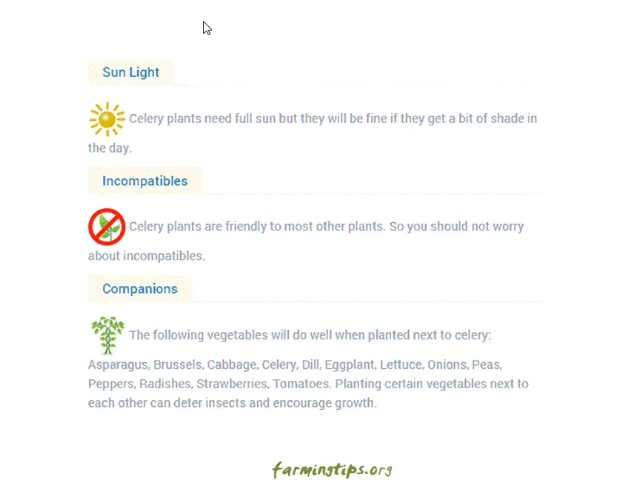 Sun Light
Celery plants need full sun but they will be fine if they get a bit of shade in
the day.
Incompatibles
Celery plants are friendly to most other plants. So you should not worry
about incompatibles.
Companions
The following vegetables will do well when planted next to celery:
Asparagus, Brussels, Cabbage, Celery, Dill, Eggplant, Lettuce, Onions, Peas,
Peppers, Radishes, Strawberries, Tomatoes. Planting certain vegetables next to
each other can deter insects and encourage growth.
farmingtips.org